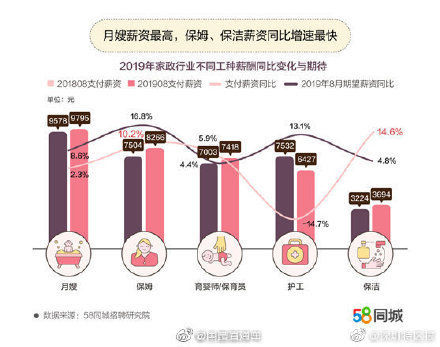 月嫂薪资最高，保姆、保洁薪资同比增速最快
2019年家政行业不同工种薪酬同比变化与期待
201808支付薪资 201908支付薪资 支付薪资同比 2019年8月期望薪资同比
单位：元
9578 9795 8.6% 2.3%
16.8% 10.2% 7504 8266
5.9% 7003 7418 4.4%
13.1% 7532 6427 -14.7%
14.6% 4.8% 3224 3694
月嫂 保姆 育婴师/保育员 护工 保洁
数据来源：58同城招聘研究院
58同城